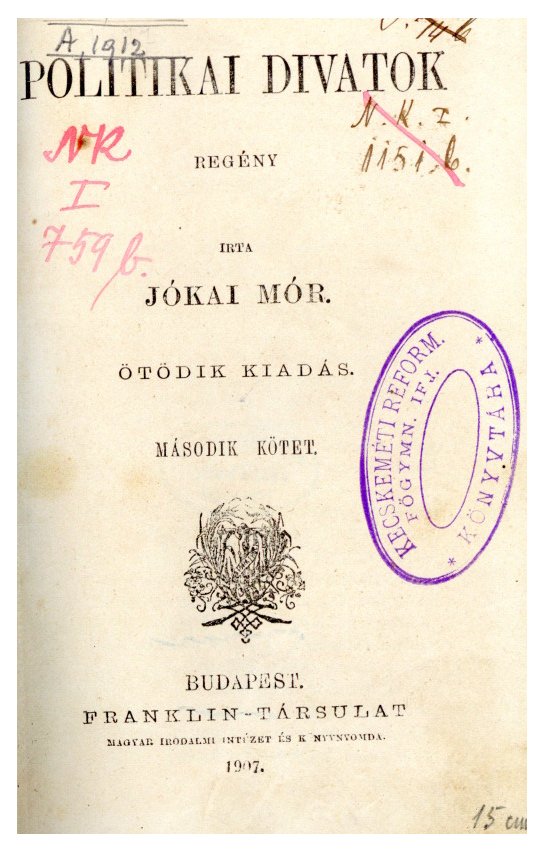 A, 1912
POLITIKAI DIVATOK
N. K. I.
1151.b.
NR
I
759 b.
REGÉNY
IRTA
JÓKAI MÓR.
ÖTÖDIK KIADÁS.
MÁSODIK KÖTET.
KECSKEMÉTI REFORM.
FŐGYMN. IFJ.
* KÖNYVTÁRA *
BUDAPEST.
FRANKLIN-TÁRSULAT
MAGYAR IRODALMI INTÉZET ÉS K NYVNYOMDA.
1907.
15 cm